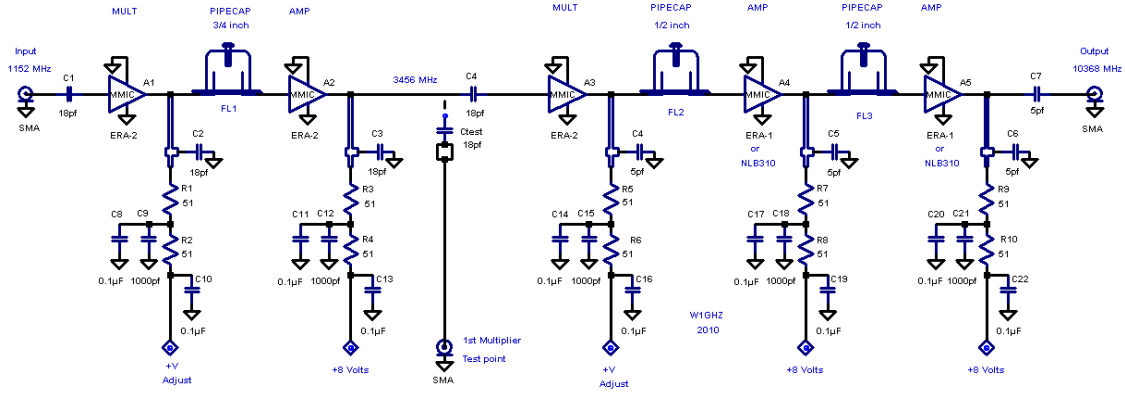 MULT
PIPECAP
3/4 inch
AMP
MULT
PIPECAP
1/2 inch
AMP
PIPECAP
1/2 inch
AMP
Input
1152 MHz
C1
18pf
SMA
MMIC
A1
ERA-2
FL1
MMIC
A2
ERA-2
3456 MHz
C4
18pf
MMIC
A3
ERA-2
FL2
MMIC
A4
ERA-1
or
NLB310
FL3
MMIC
A5
ERA-1
or
NLB310
C7
5pf
Output
10368 MHz
SMA
C2
18pf
C3
18pf
Ctest
18pf
C4
5pf
C5
5pf
C6
5pf
R1
51
R3
51
R5
51
R7
51
R9
51
C8
C9
R2
51
0.1µF
1000pf
C10
0.1µF
C11
C12
R4
51
0.1µF
1000pf
C13
0.1µF
C14
C15
R6
51
0.1µF
1000pf
C16
0.1µF
C17
C18
R8
51
0.1µF
1000pf
C19
0.1µF
C20
C21
R10
51
0.1µF
1000pf
C22
0.1µF
W1GHZ
2010
+V
Adjust
+8 Volts
1st Multiplier
Test point
SMA
+V
Adjust
+8 Volts
+8 Volts